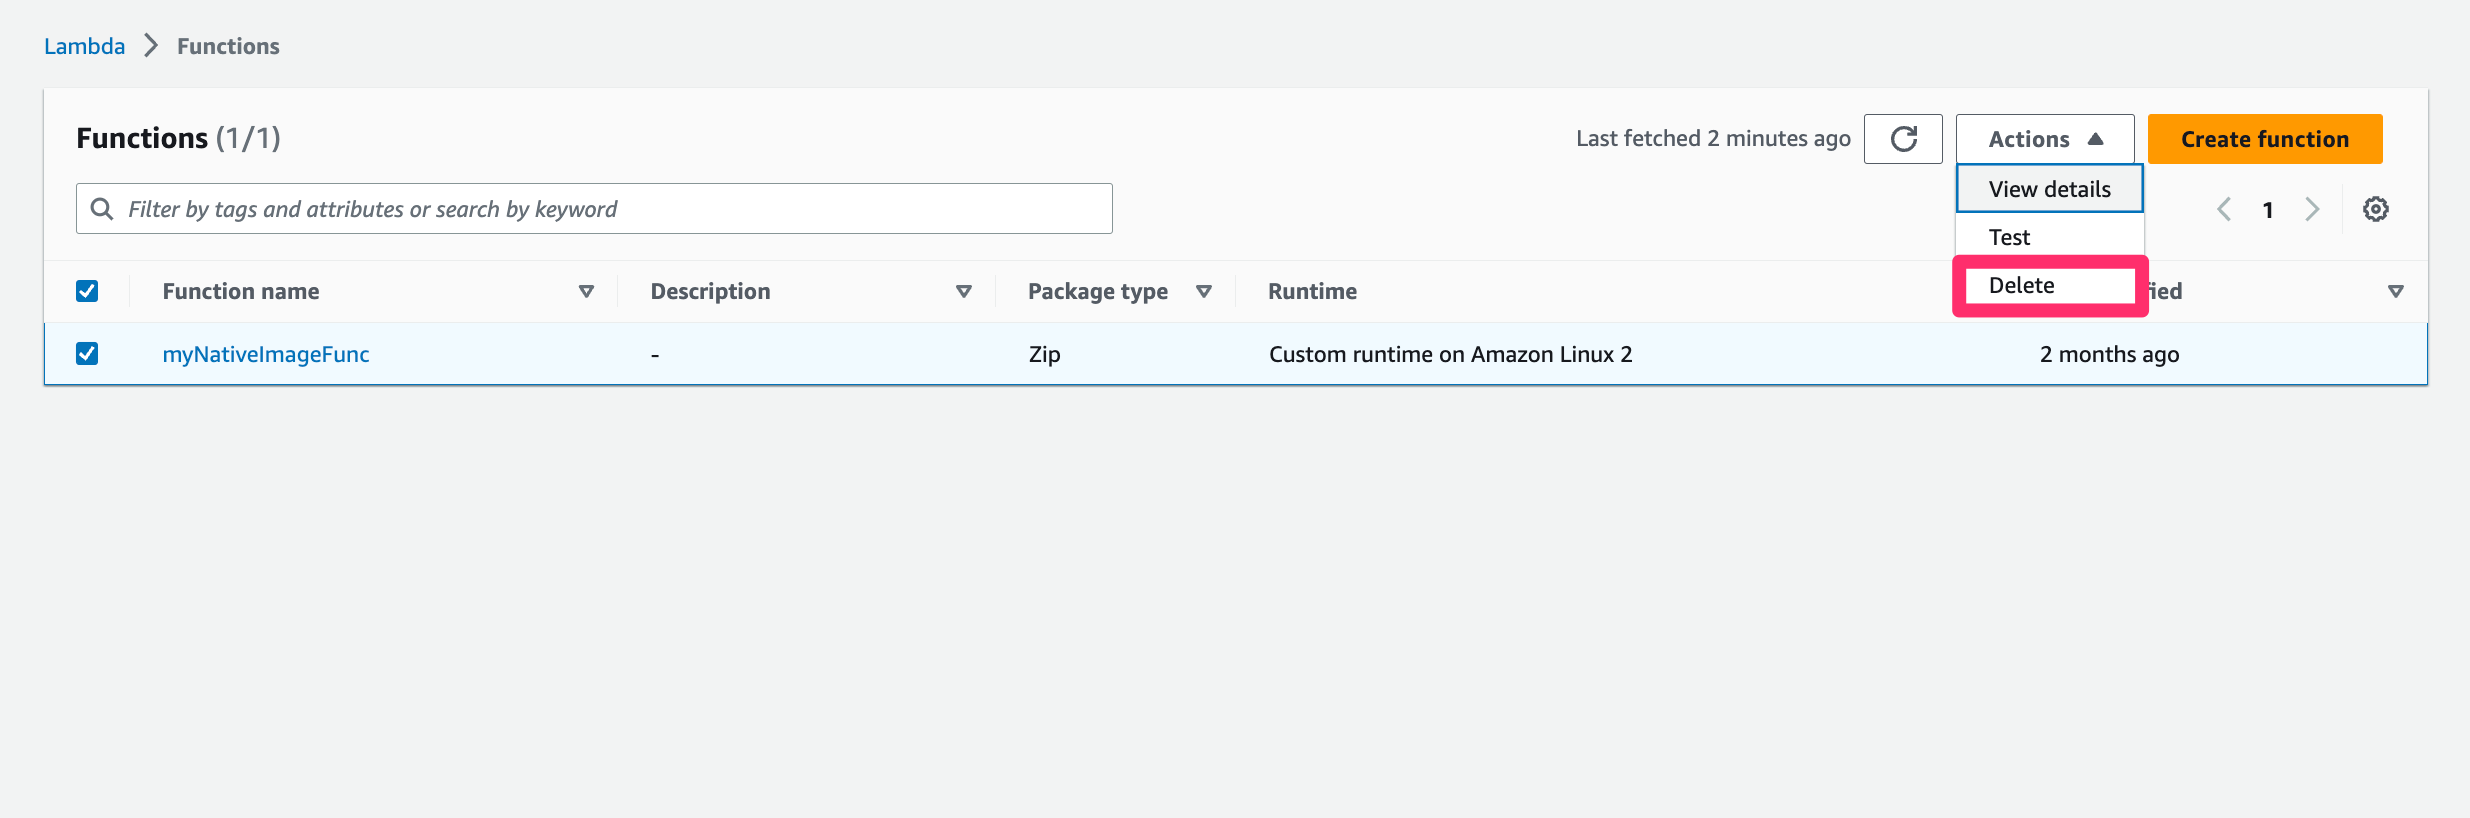 Lambda > Functions
Functions (1/1)
Last fetched 2 minutes ago
Actions
Create function
View details
Test
Delete
Filter by tags and attributes or search by keyword
1
Function name
Description
Package type
Runtime
fied
myNativeImageFunc
-
Zip
Custom runtime on Amazon Linux 2
2 months ago